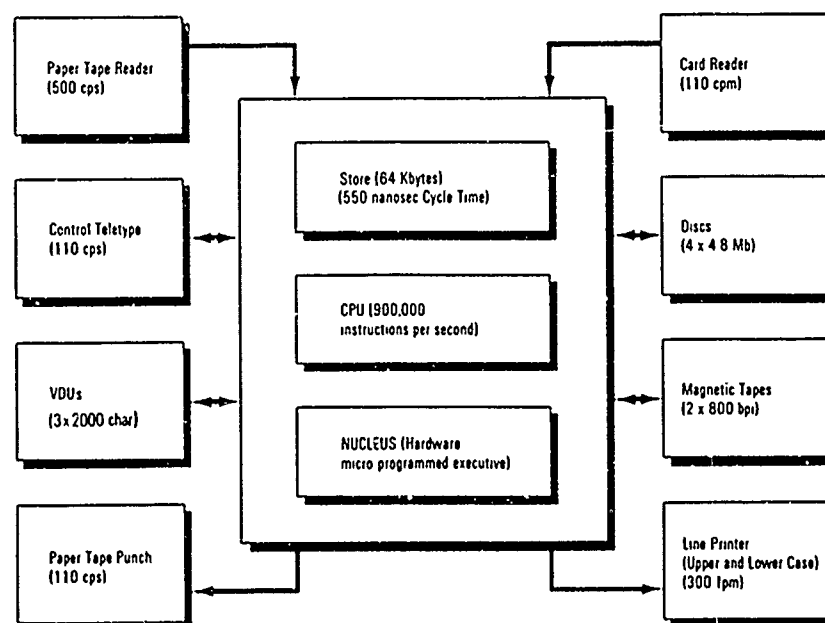 Paper Tape Reader
(500 cps)
Card Reader
(110 cpm)
Store (64 Kbytes)
(550 nanosec Cycle Time)
Control Teletype
(110 cps)
Discs
(4 x 4 8 Mb)
CPU (900,000
instructions per second)
VDUs
(3 x 2000 char)
Magnetic Tapes
(2 x 800 bpi)
NUCLEUS (Hardware
micro programmed executive)
Paper Tape Punch
(110 cps)
Line Printer
(Upper and Lower Case)
(300 lpm)